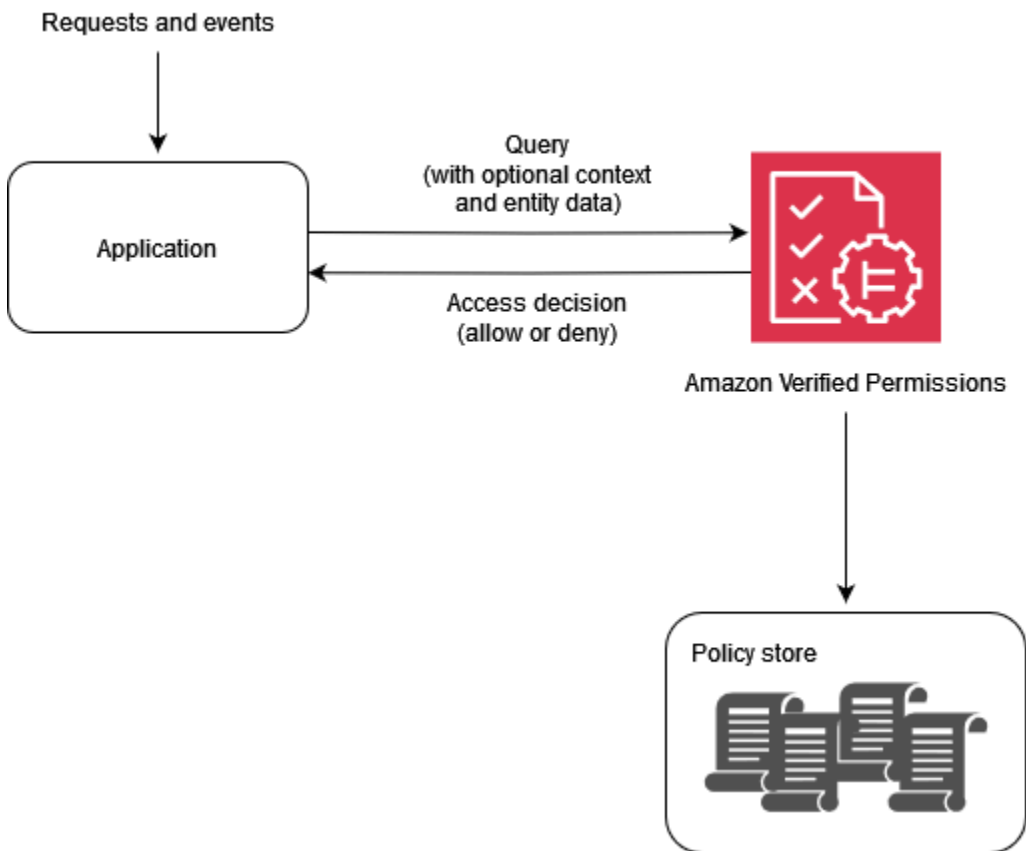 Requests and events
Application
Query
(with optional context
and entity data)
Access decision
(allow or deny)
Amazon Verified Permissions
Policy store